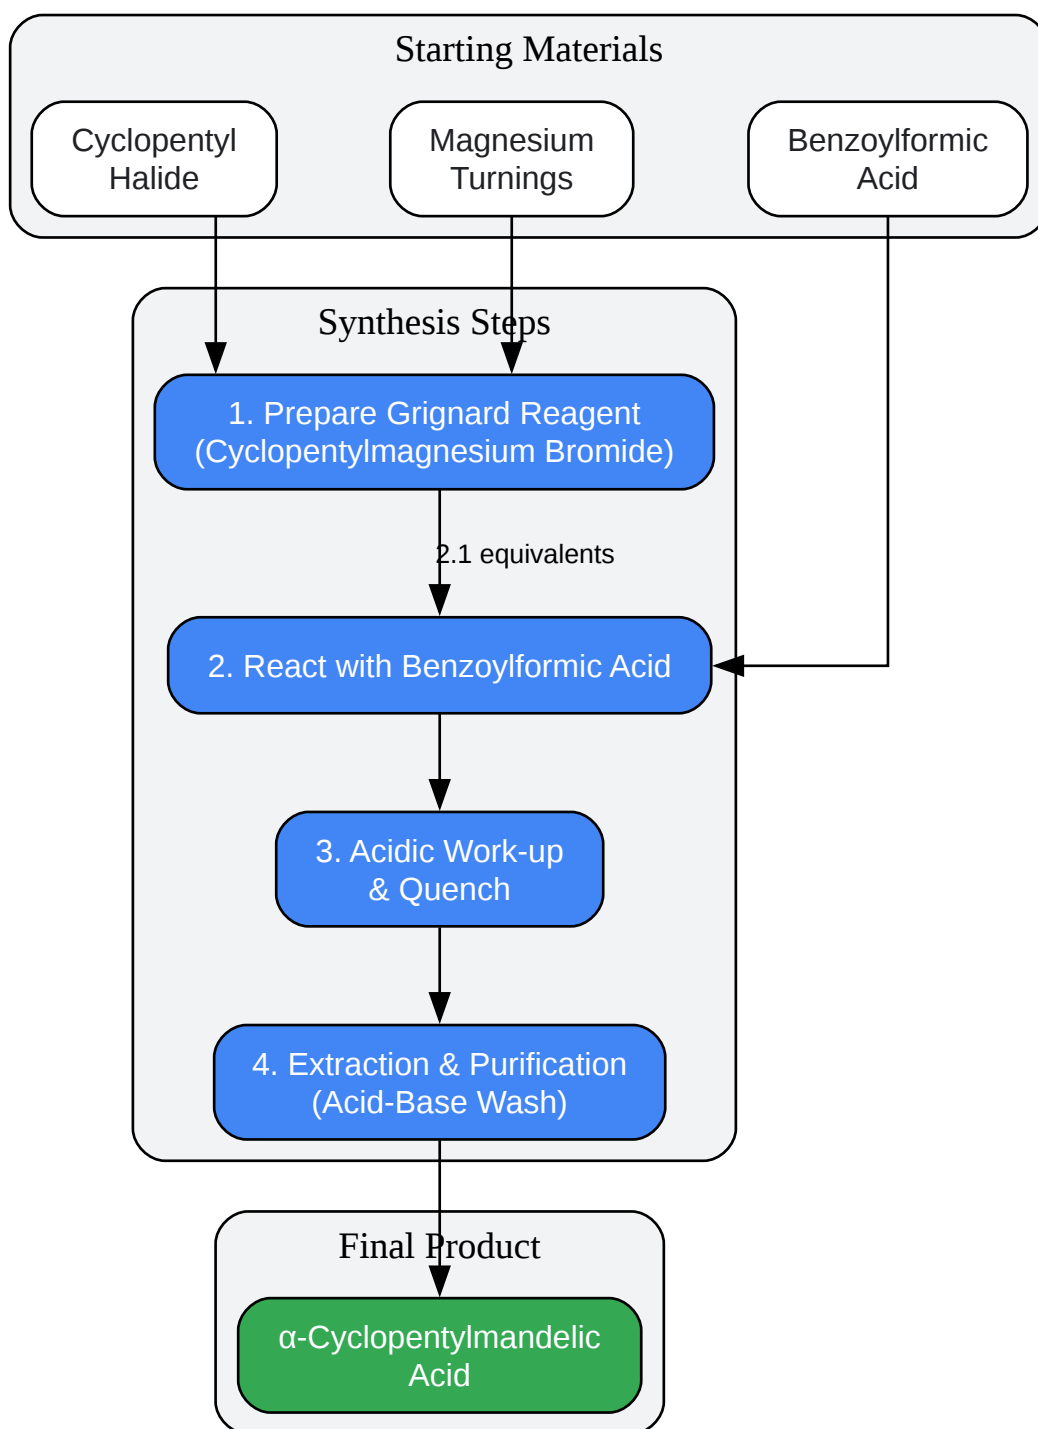 Starting Materials
Cyclopentyl
Halide
Magnesium
Turnings
Benzoylformic
Acid
Synthesis Steps
1. Prepare Grignard Reagent
(Cyclopentylmagnesium Bromide)
2.1 equivalents
2. React with Benzoylformic Acid
3. Acidic Work-up
& Quench
4. Extraction & Purification
(Acid-Base Wash)
Final Product
α-Cyclopentylmandelic
Acid